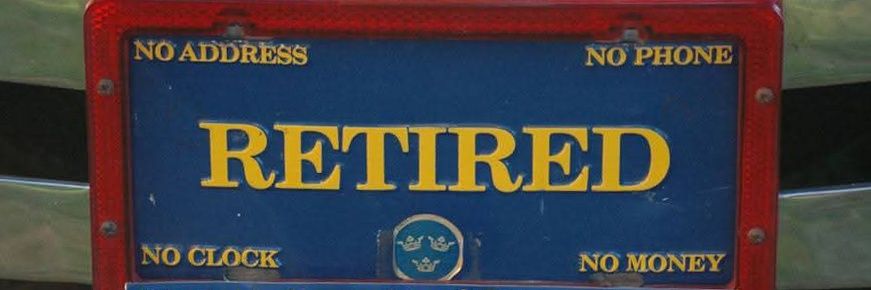 NO ADDRESS NO PHONE
RETIRED
NO CLOCK NO MONEY